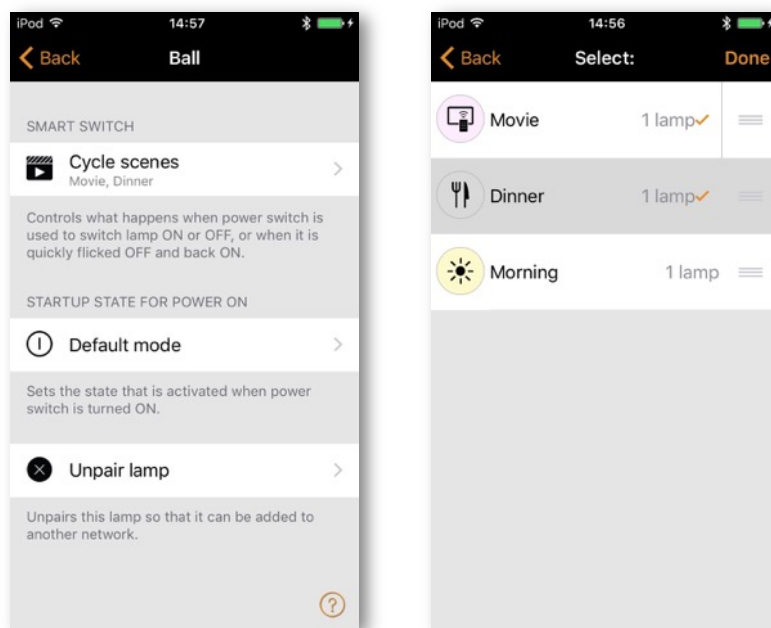 iPod 14:57
Back Ball
SMART SWITCH
Cycle scenes
Movie, Dinner
Controls what happens when power switch is
used to switch lamp ON or OFF, or when it is
quickly flicked OFF and back ON.
STARTUP STATE FOR POWER ON
Default mode
Sets the state that is activated when power
switch is turned ON.
Unpair lamp
Unpairs this lamp so that it can be added to
another network.
?
iPod 14:56
Back Select: Done
Movie 1 lamp
Dinner 1 lamp
Morning 1 lamp